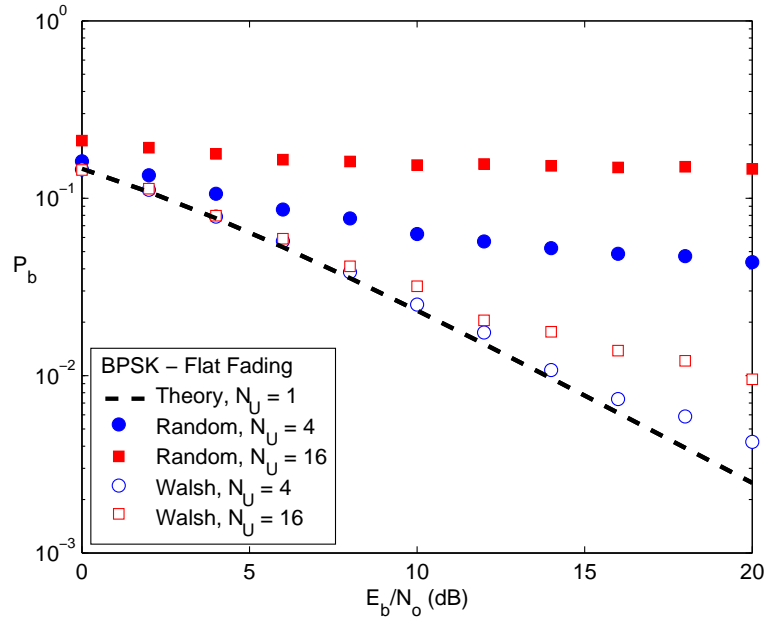 10^0
10^-1
10^-2
10^-3
P_b
BPSK − Flat Fading
Theory, N_U = 1
Random, N_U = 4
Random, N_U = 16
Walsh, N_U = 4
Walsh, N_U = 16
0 5 10 15 20
E_b/N_o (dB)